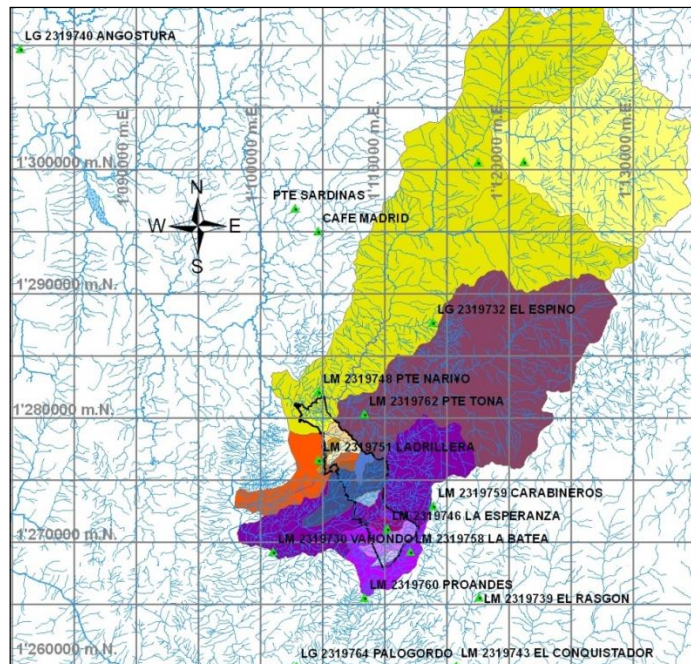 LG 2319740 ANGOSTURA
1'090000 m.E.
1'100000 m.E.
1'110000 m.E.
1'120000 m.E.
1'130000 m.E.
1'300000 m.N.
N
W E
S
PTE SARDINAS
CAFE MADRID
1'290000 m.N.
LG 2319732 EL ESPINO
LM 2319748 PTE NARI¥O
LM 2319762 PTE TONA
1'280000 m.N.
LM 2319751 LADRILLERA
LM 2319759 CARABINEROS
LM 2319746 LA ESPERANZA
1'270000 m.N.
LM 2319730 VAHONDO
LM 2319758 LA BATEA
LM 2319760 PROANDES
LM 2319739 EL RASGON
1'260000 m.N.
LG 2319764 PALOGORDO
LM 2319743 EL CONQUISTADOR